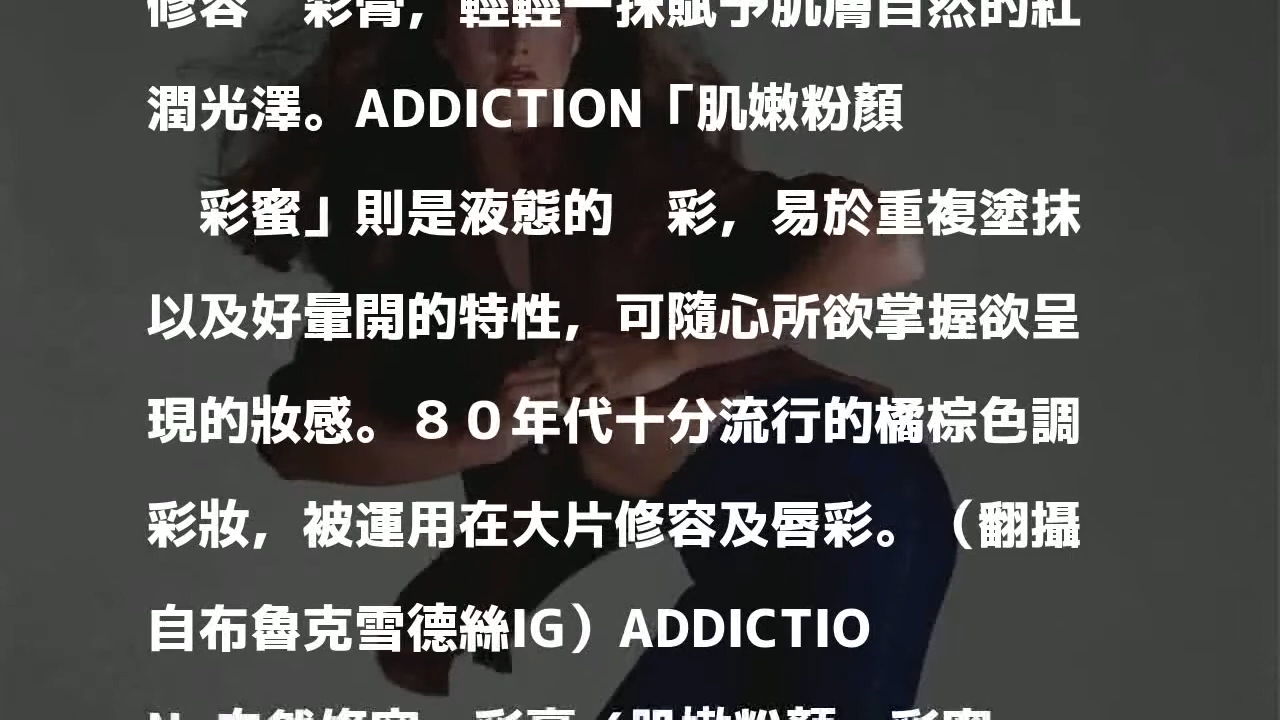 修容　彩膏，輕輕一抹賦予肌膚自然的紅
潤光澤。ADDICTION「肌嫩粉顏
　彩蜜」則是液態的　彩，易於重複塗抹
以及好暈開的特性，可隨心所欲掌握欲呈
現的妝感。８０年代十分流行的橘棕色調
彩妝，被運用在大片修容及唇彩。（翻攝
自布魯克雪德絲IG）ADDICTIO